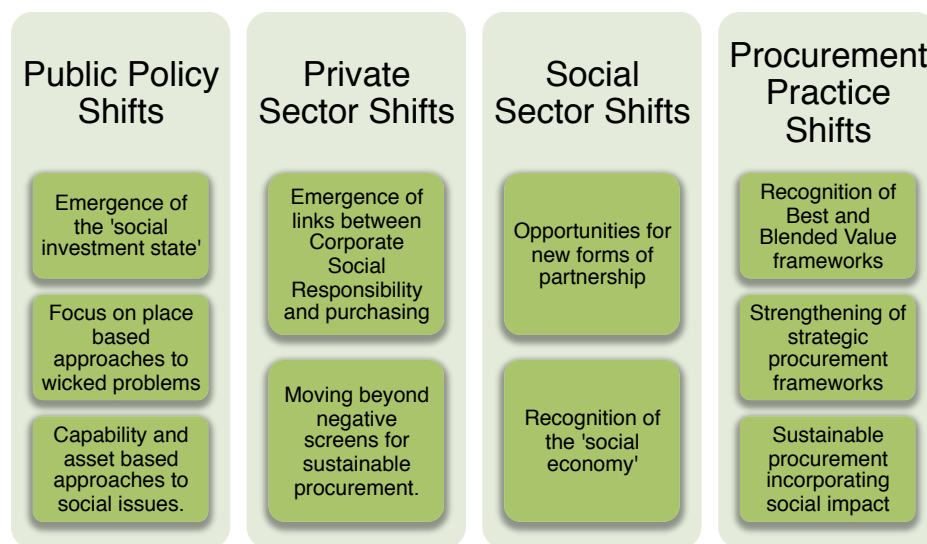 Public Policy
Shifts
Emergence of
the 'social
investment state'
Focus on place
based
approaches to
wicked problems
Capability and
asset based
approaches to
social issues.
Private
Sector Shifts
Emergence of
links between
Corporate
Social
Responsibility
and purchasing
Moving beyond
negative
screens for
sustainable
procurement.
Social
Sector Shifts
Opportunities for
new forms of
partnership
Recognition of
the 'social
economy'
Procurement
Practice
Shifts
Recognition of
Best and
Blended Value
frameworks
Strengthening of
strategic
procurement
frameworks
Sustainable
procurement
incorporating
social impact